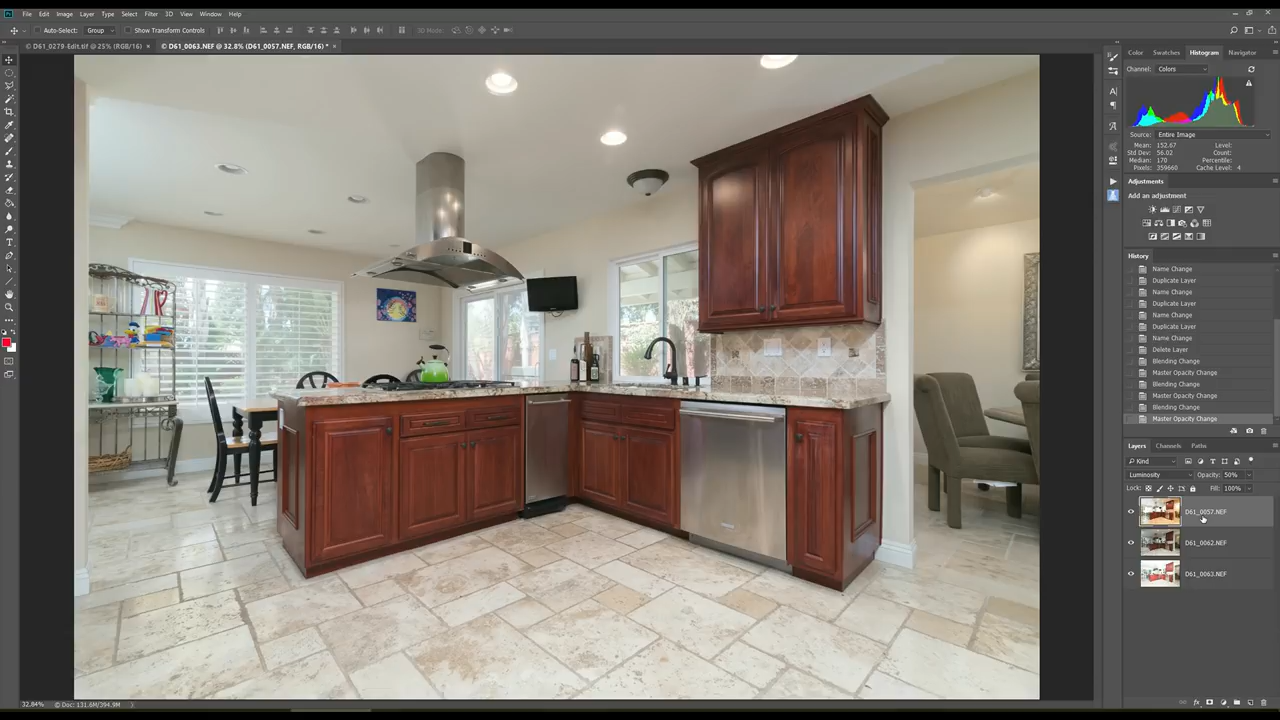 Ps File Edit Image Layer Type Select Filter 3D View Window Help
Auto-Select: Group Show Transform Controls 3D Mode:
© D61_0279-Edit.tif @ 25% (RGB/16) × © D61_0063.NEF @ 32.8% (D61_0057.NEF, RGB/16) * ×
Color Swatches Histogram Navigator
Channel: Colors
Source: Entire Image
Mean: 152.67 Level:
Std Dev: 56.02 Count:
Median: 170 Percentile:
Pixels: 359660 Cache Level: 4
Adjustments
Add an adjustment
History
Name Change
Duplicate Layer
Name Change
Duplicate Layer
Name Change
Duplicate Layer
Name Change
Delete Layer
Blending Change
Master Opacity Change
Blending Change
Master Opacity Change
Blending Change
Master Opacity Change
Layers Channels Paths
Kind
Luminosity Opacity: 50%
Lock: Fill: 100%
D61_0057.NEF
D61_0062.NEF
D61_0063.NEF
32.84% Doc: 131.6M/394.9M